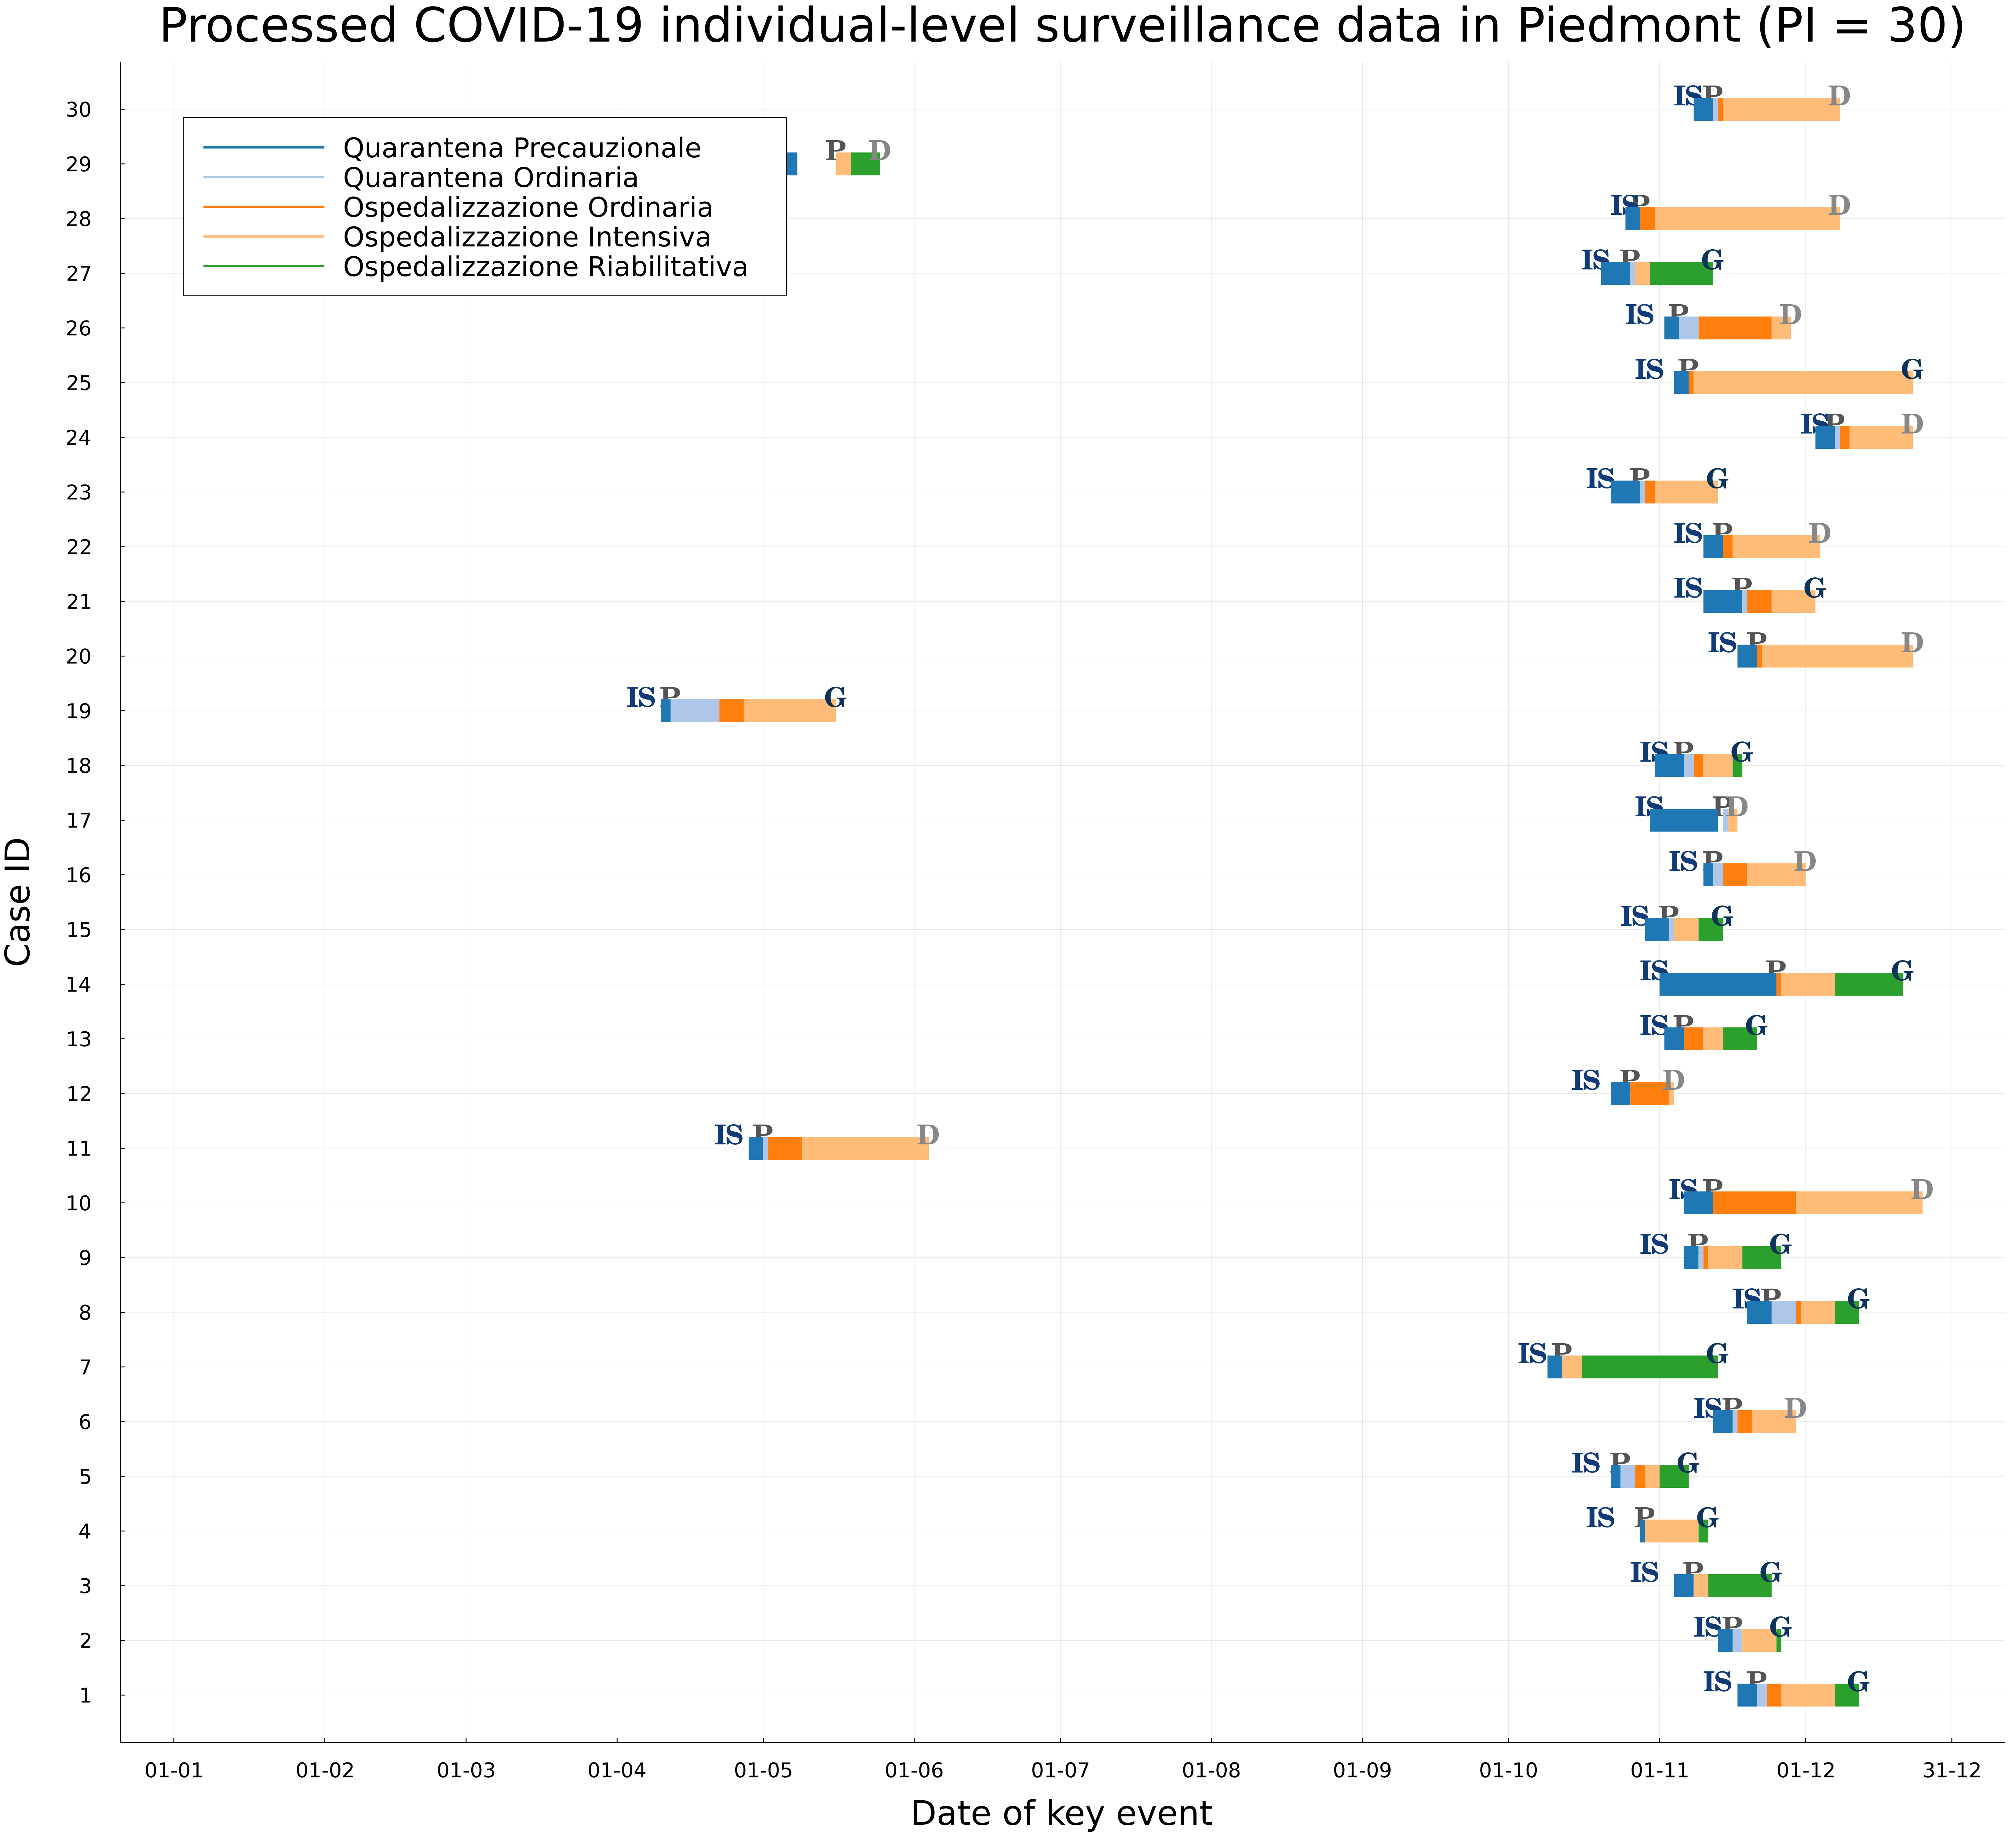 Processed COVID-19 individual-level surveillance data in Piedmont (PI = 30)
Quarantena Precauzionale
Quarantena Ordinaria
Ospedalizzazione Ordinaria
Ospedalizzazione Intensiva
Ospedalizzazione Riabilitativa
Case ID
30 IS P D
29 P D
28 IS P D
27 IS P G
26 IS P D
25 IS P G
24 IS P D
23 IS P G
22 IS P D
21 IS P G
20 IS P D
19 IS P G
18 IS P G
17 IS P D
16 IS P D
15 IS P G
14 IS P G
13 IS P G
12 IS P D
11 IS P D
10 IS P D
9 IS P G
8 IS P G
7 IS P G
6 IS P D
5 IS P G
4 IS P G
3 IS P G
2 IS P G
1 IS P G
01-01 01-02 01-03 01-04 01-05 01-06 01-07 01-08 01-09 01-10 01-11 01-12 31-12
Date of key event